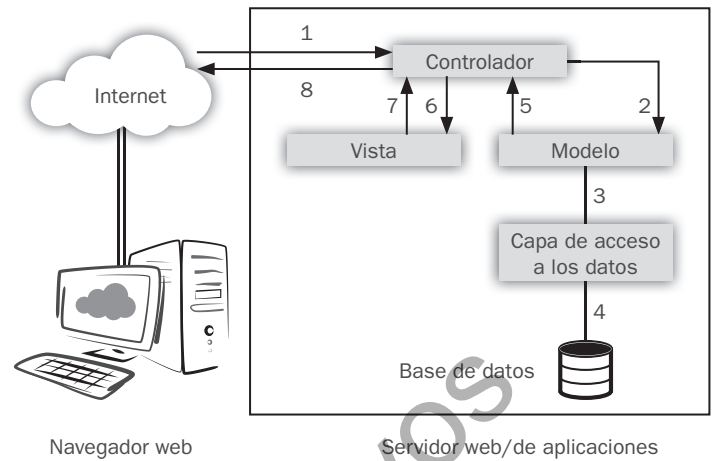 1
Controlador
Internet
8
7
6
5
2
Vista
Modelo
3
Capa de acceso
a los datos
4
Base de datos
Navegador web
Servidor web/de aplicaciones